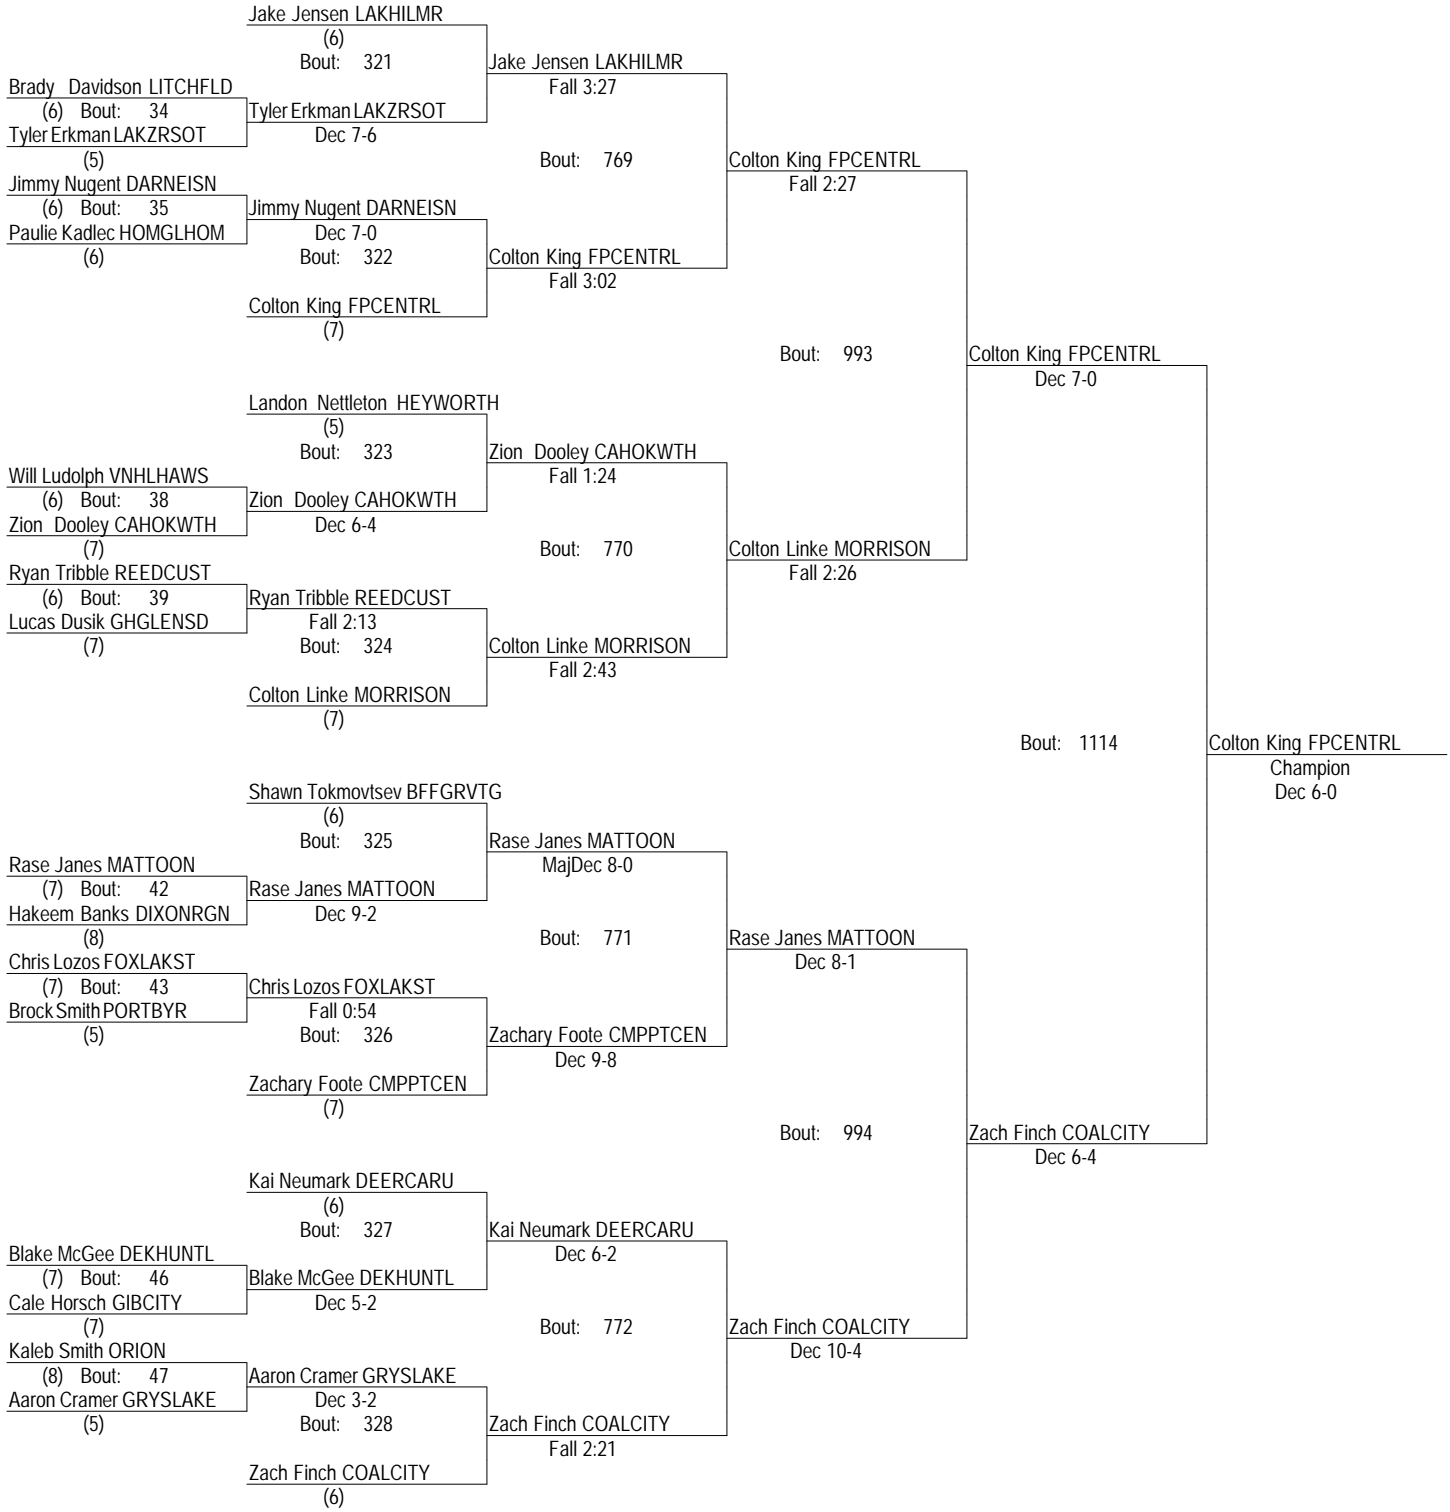 Jake Jensen LAKHILMR
(6)
Bout: 321
Jake Jensen LAKHILMR
Fall 3:27
Brady Davidson LITCHFLD
(6) Bout: 34
Tyler Erkman LAKZRSOT
Dec 7-6
Tyler Erkman LAKZRSOT
(5)
Bout: 769
Colton King FPCENTRL
Fall 2:27
Jimmy Nugent DARNEISN
(6) Bout: 35
Jimmy Nugent DARNEISN
Dec 7-0
Paulie Kadlec HOMGLHOM
(6)
Bout: 322
Colton King FPCENTRL
Fall 3:02
Colton King FPCENTRL
(7)
Bout: 993
Colton King FPCENTRL
Dec 7-0
Landon Nettleton HEYWORTH
(5)
Bout: 323
Zion Dooley CAHOKWTH
Fall 1:24
Will Ludolph VNHLHAWS
(6) Bout: 38
Zion Dooley CAHOKWTH
Dec 6-4
Zion Dooley CAHOKWTH
(7)
Bout: 770
Colton Linke MORRISON
Fall 2:26
Ryan Tribble REEDCUST
(6) Bout: 39
Ryan Tribble REEDCUST
Fall 2:13
Lucas Dusik GHGLENSD
(7)
Bout: 324
Colton Linke MORRISON
Fall 2:43
Colton Linke MORRISON
(7)
Bout: 1114
Colton King FPCENTRL
Champion
Dec 6-0
Shawn Tokmovtsev BFFGRVTG
(6)
Bout: 325
Rase Janes MATTOON
MajDec 8-0
Rase Janes MATTOON
(7) Bout: 42
Rase Janes MATTOON
Dec 9-2
Hakeem Banks DIXONRGN
(8)
Bout: 771
Rase Janes MATTOON
Dec 8-1
Chris Lozos FOXLAKST
(7) Bout: 43
Chris Lozos FOXLAKST
Fall 0:54
Brock Smith PORTBYR
(5)
Bout: 326
Zachary Foote CMPPTCEN
Dec 9-8
Zachary Foote CMPPTCEN
(7)
Bout: 994
Zach Finch COALCITY
Dec 6-4
Kai Neumark DEERCARU
(6)
Bout: 327
Kai Neumark DEERCARU
Dec 6-2
Blake McGee DEKHUNTL
(7) Bout: 46
Blake McGee DEKHUNTL
Dec 5-2
Cale Horsch GIBCITY
(7)
Bout: 772
Zach Finch COALCITY
Dec 10-4
Kaleb Smith ORION
(8) Bout: 47
Aaron Cramer GRYSLAKE
Dec 3-2
Aaron Cramer GRYSLAKE
(5)
Bout: 328
Zach Finch COALCITY
Fall 2:21
Zach Finch COALCITY
(6)